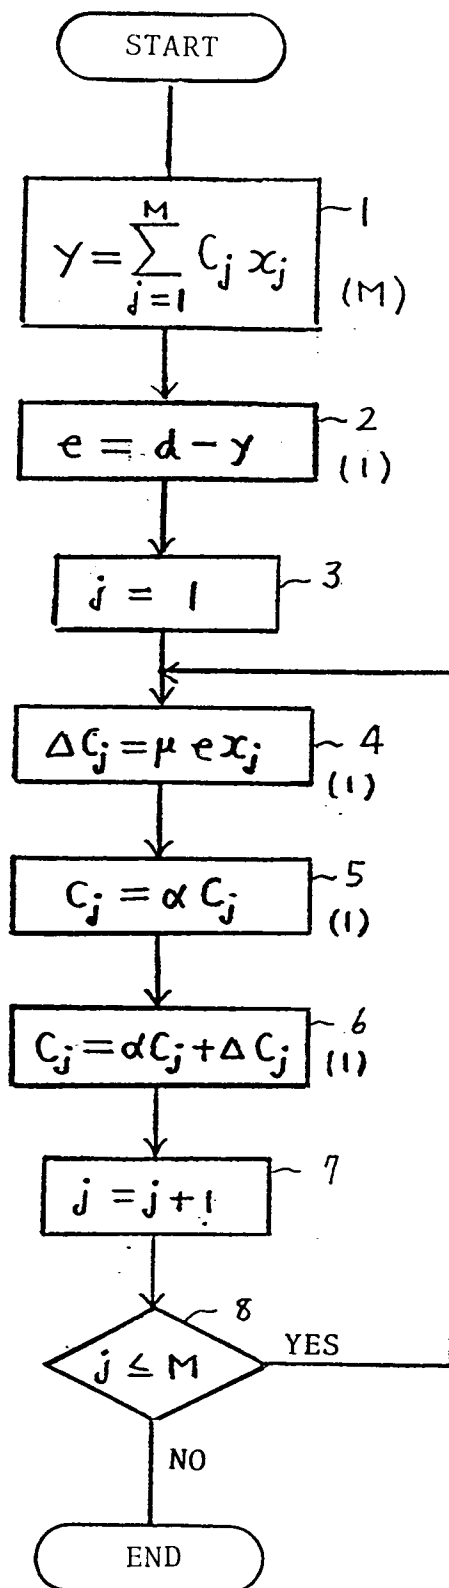 START
Y = \sum_{j=1}^{M} C_j x_j
1
(M)
e = d - y
2
(1)
j = 1
3
ΔC_j = μ e x_j
4
(1)
C_j = α C_j
5
(1)
C_j = αC_j + ΔC_j
6
(1)
j = j + 1
7
8
j ≤ M
YES
NO
END